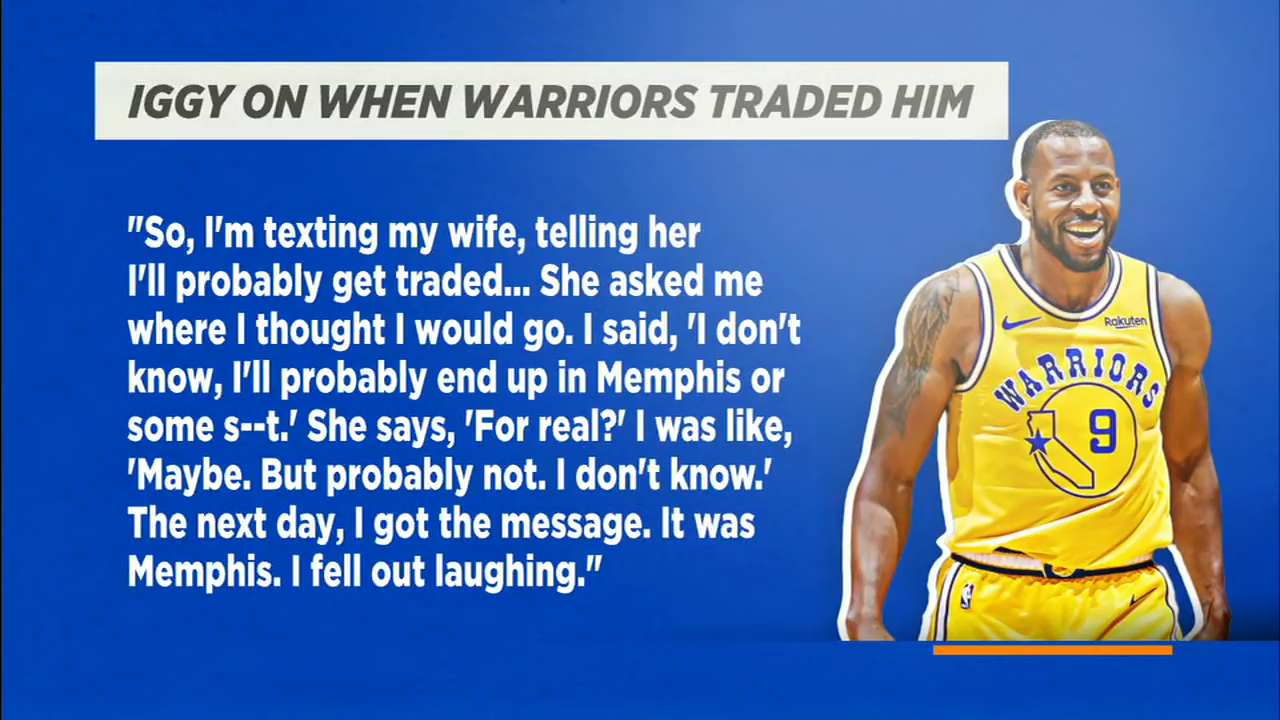 IGGY ON WHEN WARRIORS TRADED HIM
"So, I'm texting my wife, telling her
I'll probably get traded... She asked me
where I thought I would go. I said, 'I don't
know, I'll probably end up in Memphis or
some s--t.' She says, 'For real?' I was like,
'Maybe. But probably not. I don't know.'
The next day, I got the message. It was
Memphis. I fell out laughing."
Rakuten
WARRIORS
9